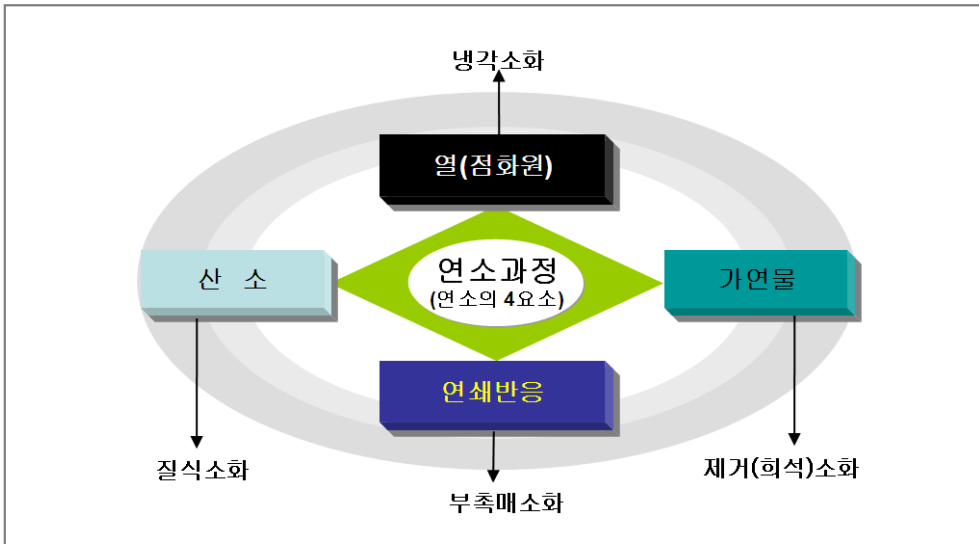 냉각소화
열(점화원)
산 소
연소과정
(연소의 4요소)
가연물
연쇄반응
질식소화
제거(희석)소화
부촉매소화